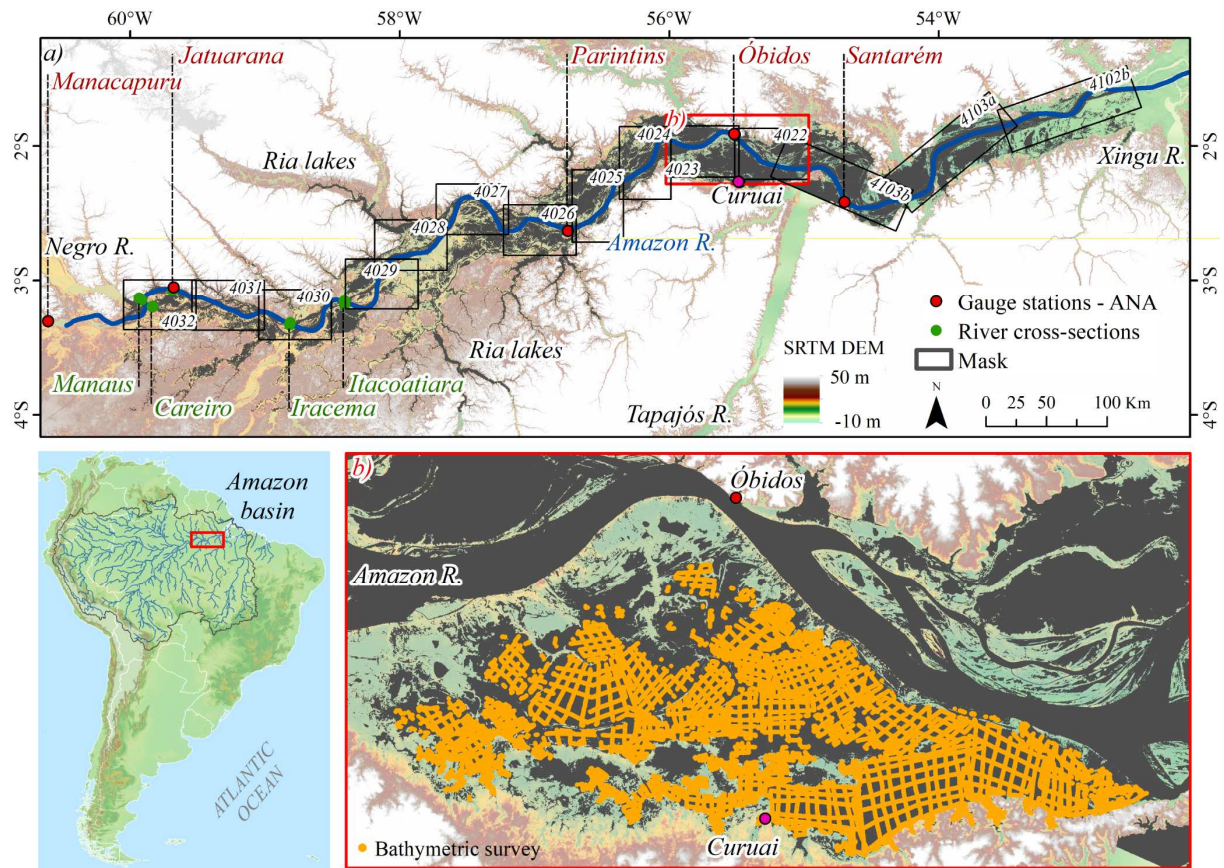 60°W
58°W
56°W
54°W
a)
Jatuarana
Parintins
Óbidos
Santarém
Manacapuru
4102b
4103a
b)
4024
4022
2°S
2°S
Ria lakes
4023
Xingu R.
4025
4027
Curuai
4103b
4026
4028
Amazon R.
Negro R.
4029
3°S
3°S
4031
4030
Gauge stations - ANA
4032
River cross-sections
Ria lakes
SRTM DEM
Mask
Itacoatiara
50 m
N
Manaus
Careiro
Iracema
0 25 50 100 Km
4°S
Tapajós R.
-10 m
4°S
b)
Óbidos
Amazon
basin
Amazon R.
ATLANTIC
OCEAN
Curuai
Bathymetric survey